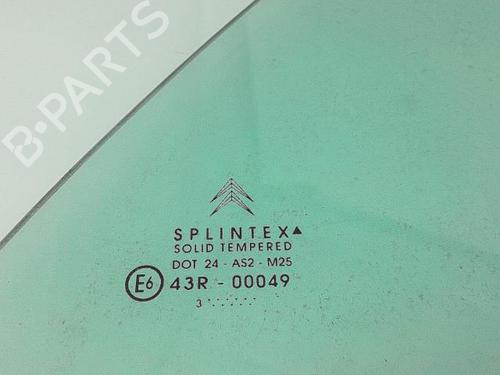 B-PARTS
SPLINTEX
SOLID TEMPERED
DOT 24 - AS2 - M25
E6 43R - 00049
3